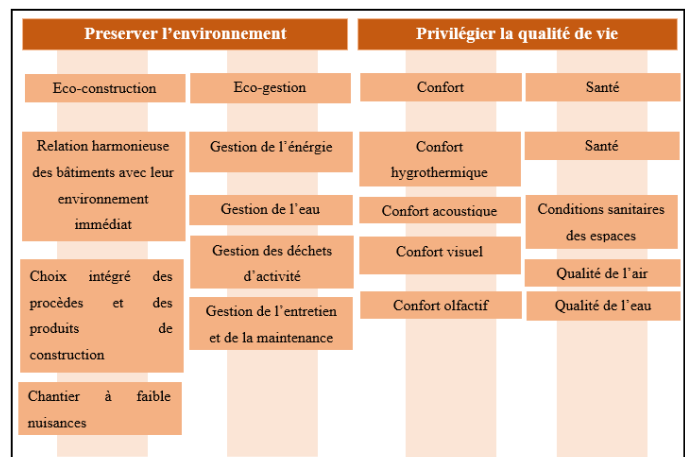 Preserver l'environnement
Privilégier la qualité de vie
Eco-construction
Eco-gestion
Confort
Santé
Relation harmonieuse
des bâtiments avec leur
environnement
immédiat
Choix intégré des
procèdes et des
produits de
construction
Chantier à faible
nuisances
Gestion de l'énérgie
Gestion de l'eau
Gestion des déchets
d'activité
Gestion de l'entretien
et de la maintenance
Confort
hygrothermique
Confort acoustique
Confort visuel
Confort olfactif
Santé
Conditions sanitaires
des espaces
Qualité de l'air
Qualité de l'eau